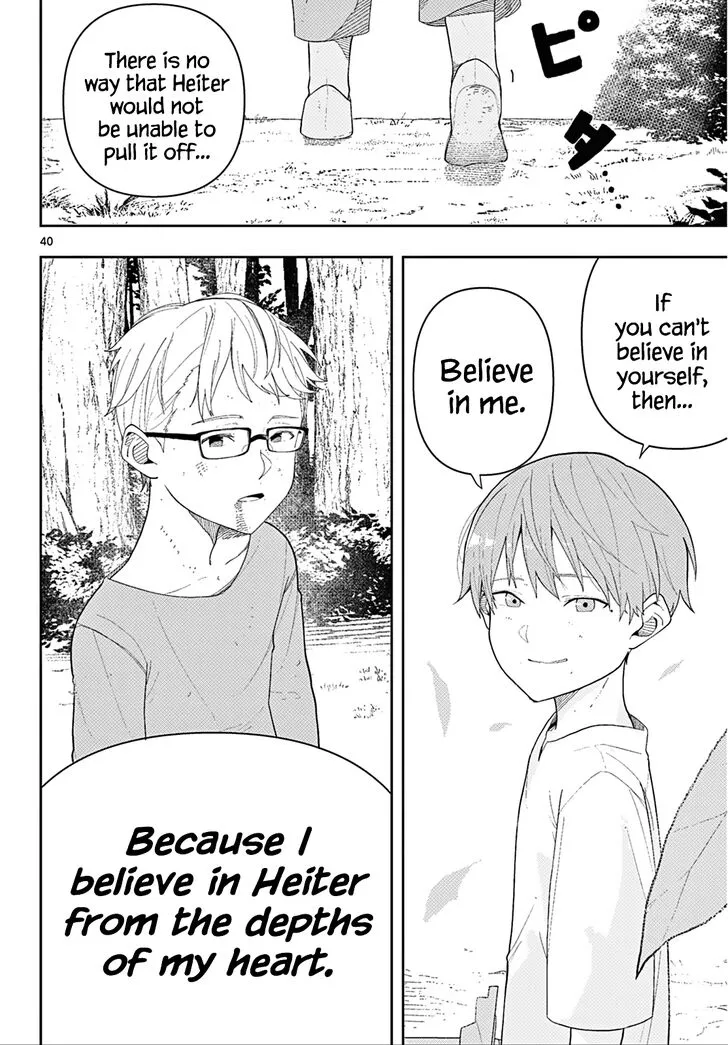 There is no
way that Heiter
would not
be unable to
pull it off...
ピ
エ...
40
If
you can't
believe in
yourself,
then...
Believe
in me.
Because I
believe in Heiter
from the depths
of my heart.